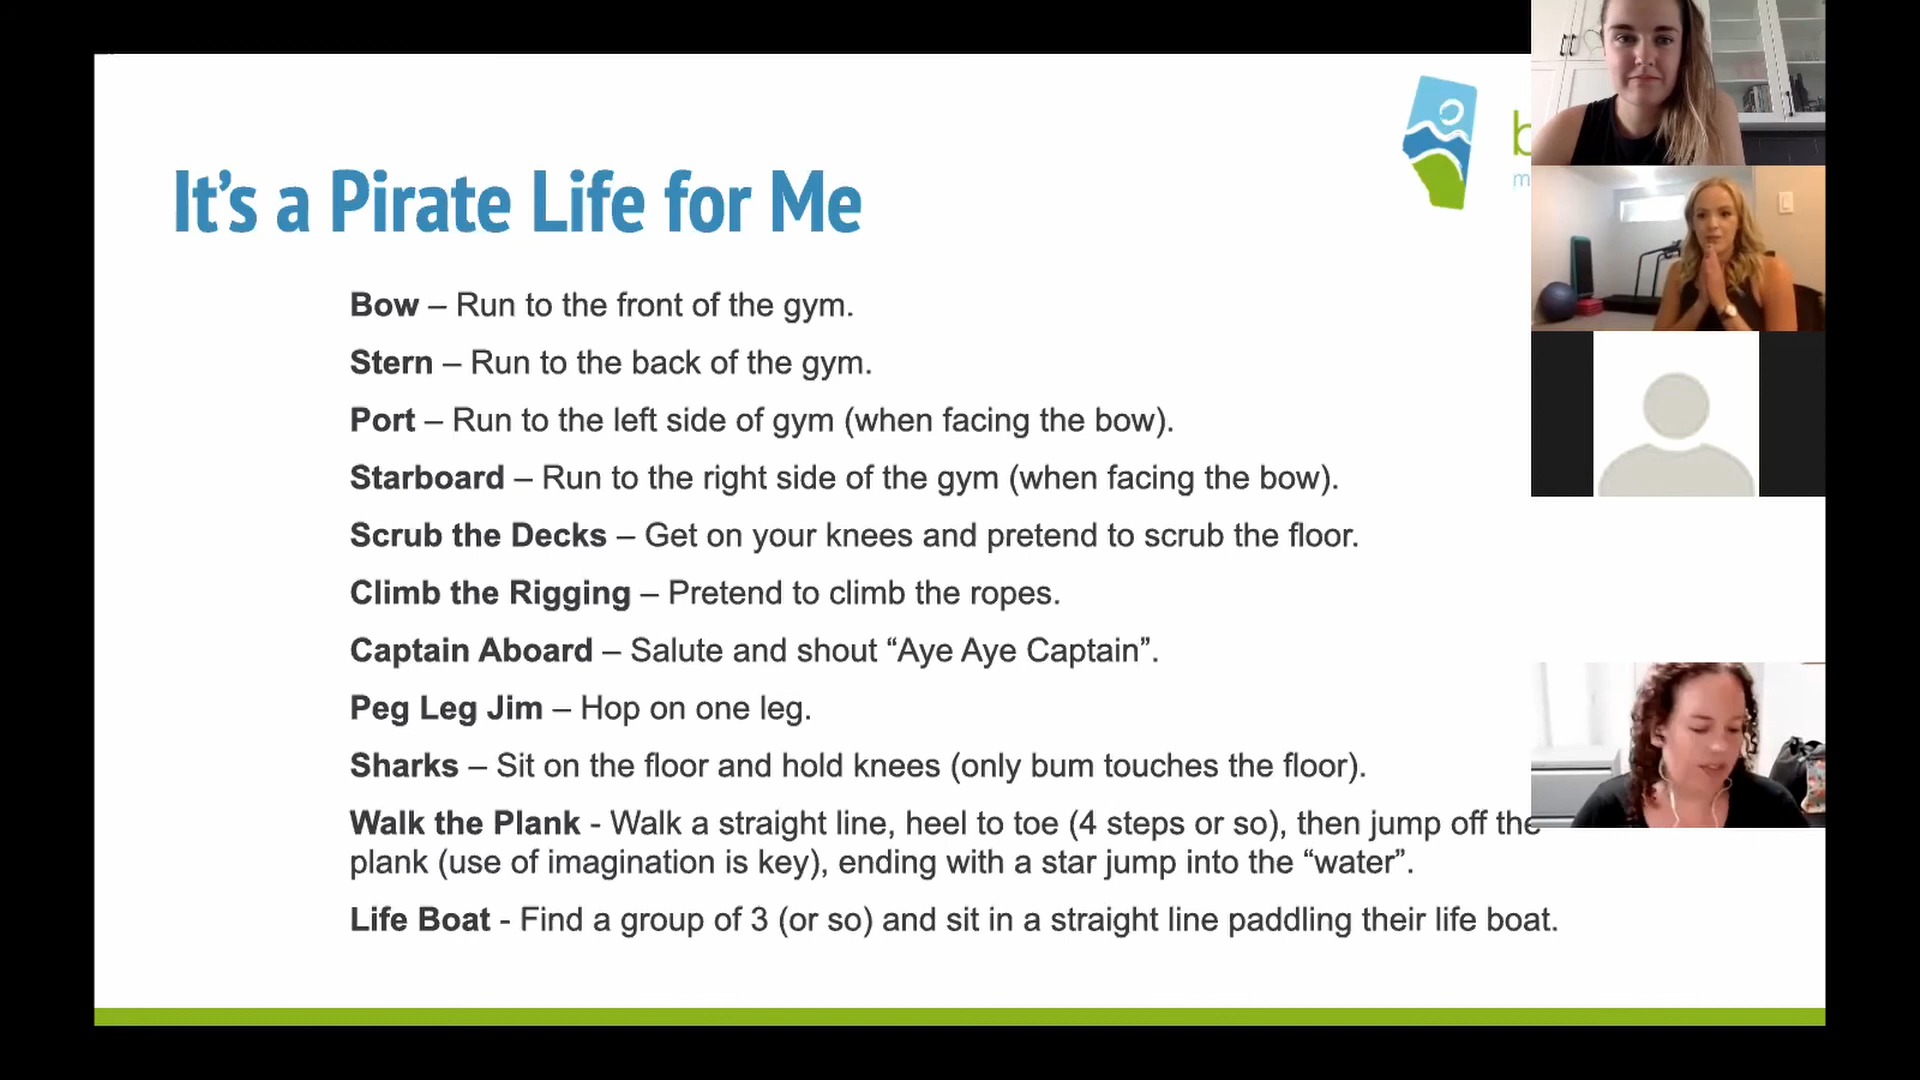 It’s a Pirate Life for Me
Bow – Run to the front of the gym.
Stern – Run to the back of the gym.
Port – Run to the left side of gym (when facing the bow).
Starboard – Run to the right side of the gym (when facing the bow).
Scrub the Decks – Get on your knees and pretend to scrub the floor.
Climb the Rigging – Pretend to climb the ropes.
Captain Aboard – Salute and shout “Aye Aye Captain”.
Peg Leg Jim – Hop on one leg.
Sharks – Sit on the floor and hold knees (only bum touches the floor).
Walk the Plank - Walk a straight line, heel to toe (4 steps or so), then jump off the
plank (use of imagination is key), ending with a star jump into the “water”.
Life Boat - Find a group of 3 (or so) and sit in a straight line paddling their life boat.